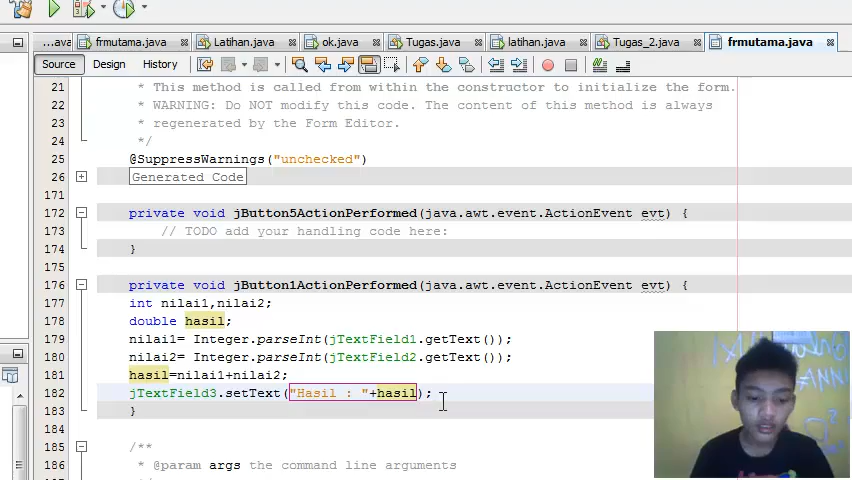 ...ava frmutama.java Latihan.java ok.java Tugas.java latihan.java Tugas_2.java frmutama.java
Source Design History
21 * This method is called from within the constructor to initialize the form.
22 * WARNING: Do NOT modify this code. The content of this method is always
23 * regenerated by the Form Editor.
24 */
25 @SuppressWarnings("unchecked")
26 Generated Code
171
172 private void jButton5ActionPerformed(java.awt.event.ActionEvent evt) {
173 // TODO add your handling code here:
174 }
175
176 private void jButton1ActionPerformed(java.awt.event.ActionEvent evt) {
177 int nilai1,nilai2;
178 double hasil;
179 nilai1= Integer.parseInt(jTextField1.getText());
180 nilai2= Integer.parseInt(jTextField2.getText());
181 hasil=nilai1+nilai2;
182 jTextField3.setText("Hasil : "+hasil);
183 }
184
185 /**
186 * @param args the command line arguments